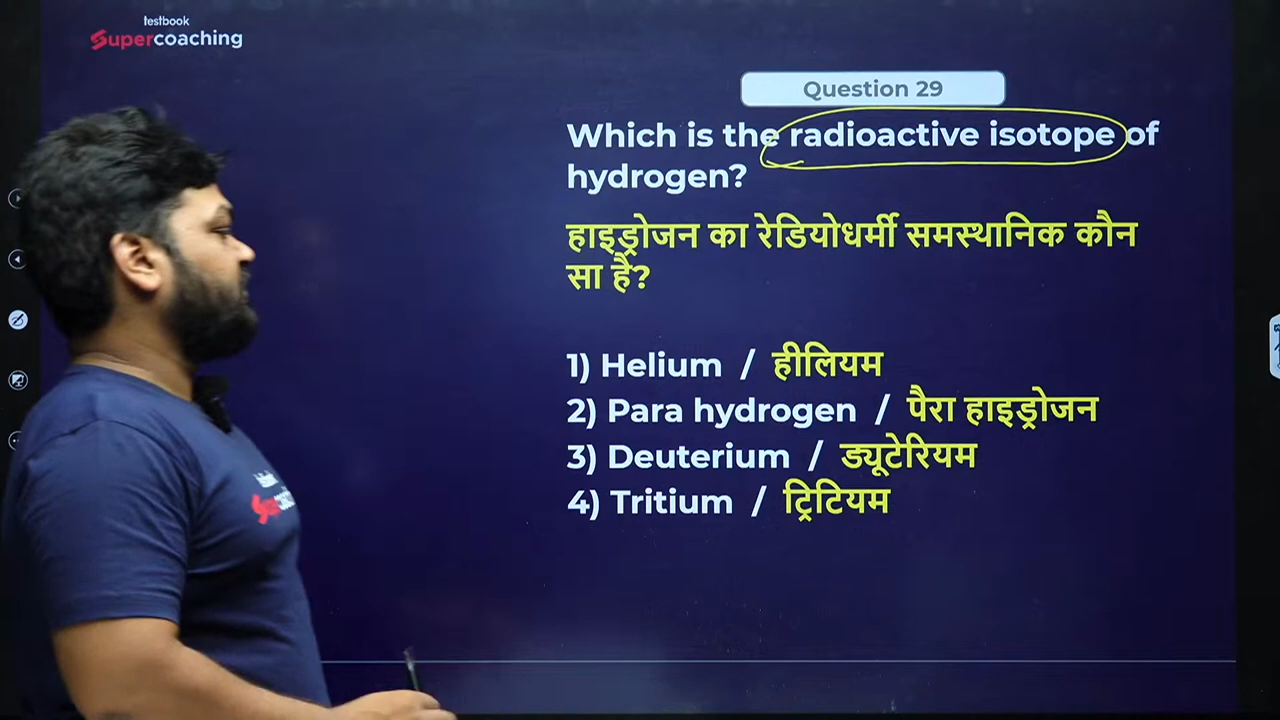 testbook
Supercoaching
Question 29
Which is the radioactive isotope of
hydrogen?
हाइड्रोजन का रेडियोधर्मी समस्थानिक कौन
सा है?
1) Helium / हीलियम
2) Para hydrogen / पैरा हाइड्रोजन
3) Deuterium / ड्यूटेरियम
4) Tritium / ट्रिटियम